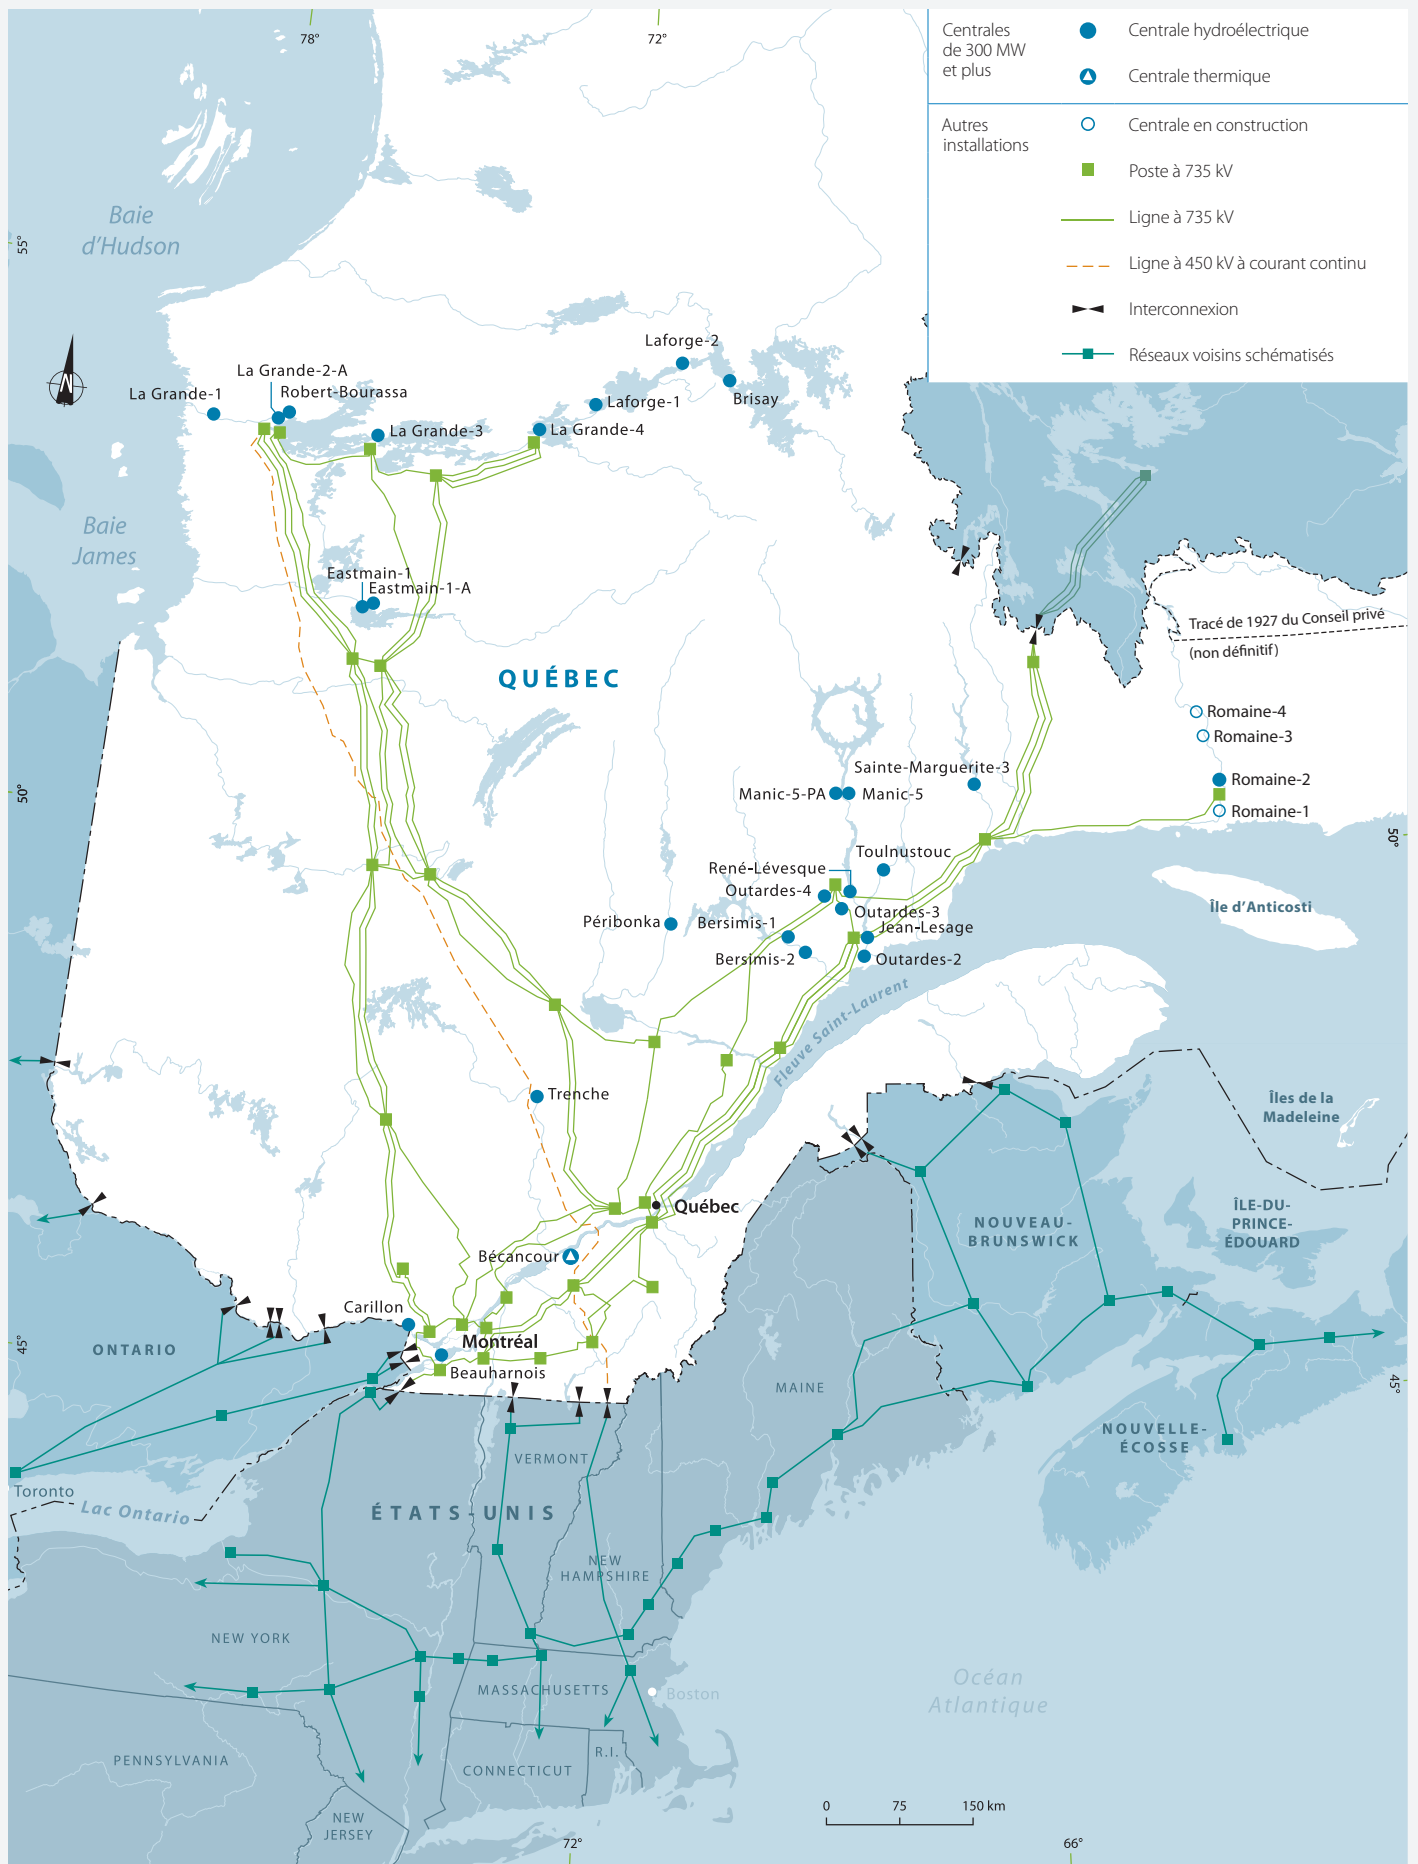 78°
72°
Centrales
de 300 MW
et plus
Centrale hydroélectrique
Centrale thermique
Autres
installations
Centrale en construction
Poste à 735 kV
Ligne à 735 kV
Ligne à 450 kV à courant continu
Interconnexion
Réseaux voisins schématisés
Baie
d'Hudson
55°
N
Laforge-2
La Grande-2-A
Robert-Bourassa
La Grande-1
Brisay
Laforge-1
La Grande-3
La Grande-4
Baie
James
Eastmain-1
Eastmain-1-A
Tracé de 1927 du Conseil privé
(non définitif)
QUÉBEC
Romaine-4
Romaine-3
Sainte-Marguerite-3
Romaine-2
50°
Manic-5-PA
Manic-5
Romaine-1
50°
Toulnustouc
René-Lévesque
Outardes-4
Île d'Anticosti
Outardes-3
Péribonka
Bersimis-1
Jean-Lesage
Bersimis-2
Outardes-2
Fleuve Saint-Laurent
Trenche
Îles de la
Madeleine
Québec
NOUVEAU-
BRUNSWICK
ÎLE-DU-
PRINCE-
ÉDOUARD
Bécancour
Carillon
45°
ONTARIO
Montréal
Beauharnois
45°
MAINE
NOUVELLE-
ÉCOSSE
VERMONT
Toronto
Lac Ontario
ÉTATS-UNIS
NEW
HAMPSHIRE
NEW YORK
Océan
Atlantique
MASSACHUSETTS
Boston
R.I.
PENNSYLVANIA
CONNECTICUT
NEW
JERSEY
0
75
150 km
72°
66°